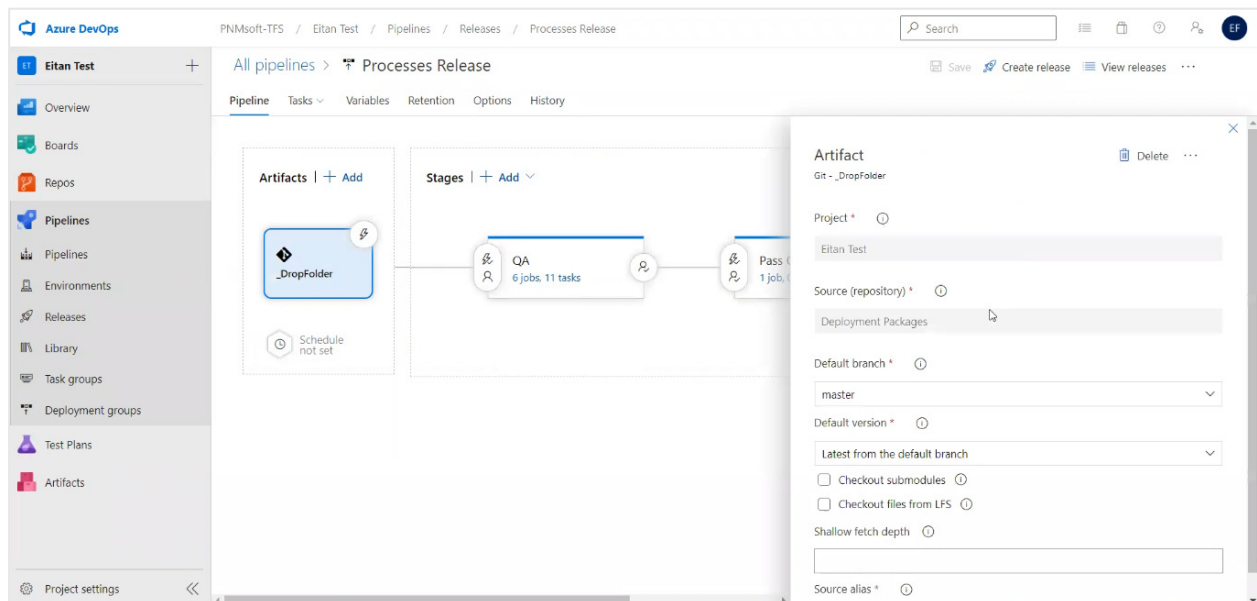 Azure DevOps
PNMsoft-TFS / Eitan Test / Pipelines / Releases / Processes Release
Search
EF
ET Eitan Test
All pipelines > Processes Release
Save Create release View releases ...
Pipeline Tasks Variables Retention Options History
Overview
Boards
Repos
Pipelines
Pipelines
Environments
Releases
Library
Task groups
Deployment groups
Test Plans
Artifacts
Project settings
Artifacts | + Add
_DropFolder
Schedule
not set
Stages | + Add
QA
6 jobs, 11 tasks
Pass
1 job,
Artifact
Delete ...
Git - _DropFolder
Project *
Eitan Test
Source (repository) *
Deployment Packages
Default branch *
master
Default version *
Latest from the default branch
Checkout submodules
Checkout files from LFS
Shallow fetch depth
Source alias *